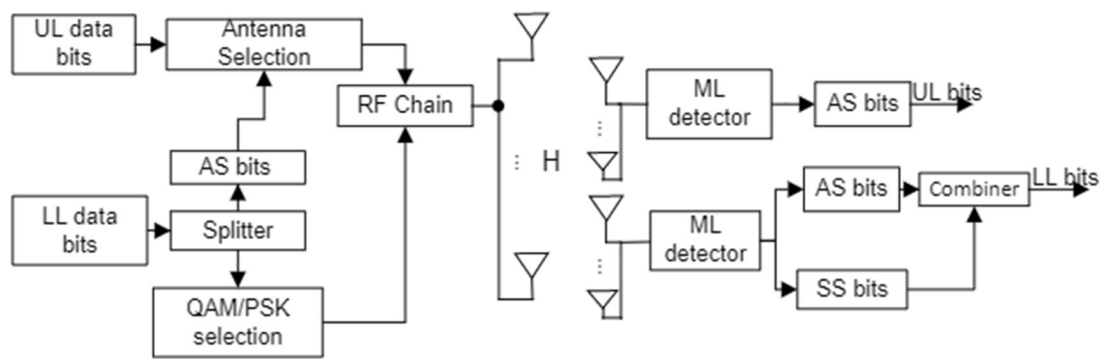 UL data
bits
Antenna
Selection
RF Chain
AS bits
LL data
bits
Splitter
QAM/PSK
selection
⋮ H
ML
detector
AS bits
UL bits
⋮
ML
detector
AS bits
Combiner
LL bits
⋮
SS bits